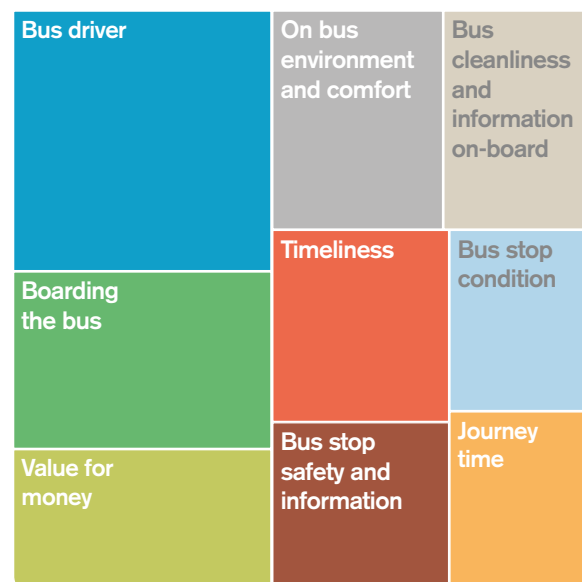 Bus driver
On bus
environment
and comfort
Bus
cleanliness
and
information
on-board
Boarding
the bus
Timeliness
Bus stop
condition
Value for
money
Bus stop
safety and
information
Journey
time